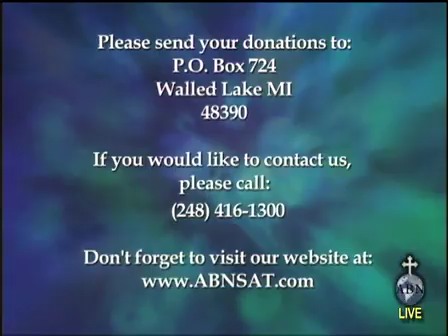 Please send your donations to:
P.O. Box 724
Walled Lake MI
48390
If you would like to contact us,
please call:
(248) 416-1300
Don't forget to visit our website at:
www.ABNSAT.com
ABN
LIVE